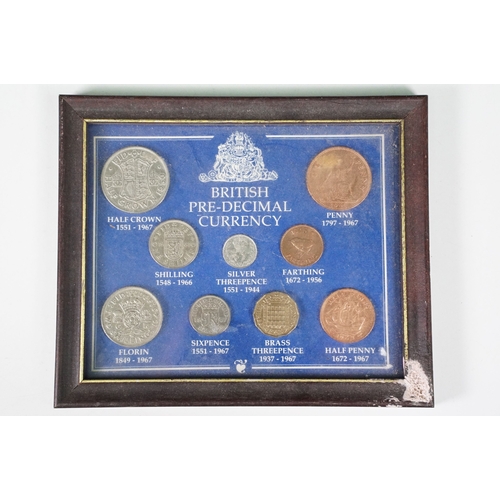 BRITISH
PRE-DECIMAL
CURRENCY
HALF CROWN
1551 - 1967
PENNY
1797 - 1967
SHILLING
1548 - 1966
SILVER
THREEPENCE
1551 - 1944
FARTHING
1672 - 1956
FLORIN
1849 - 1967
SIXPENCE
1551 - 1967
BRASS
THREEPENCE
1937 - 1967
HALF PENNY
1672 - 1967